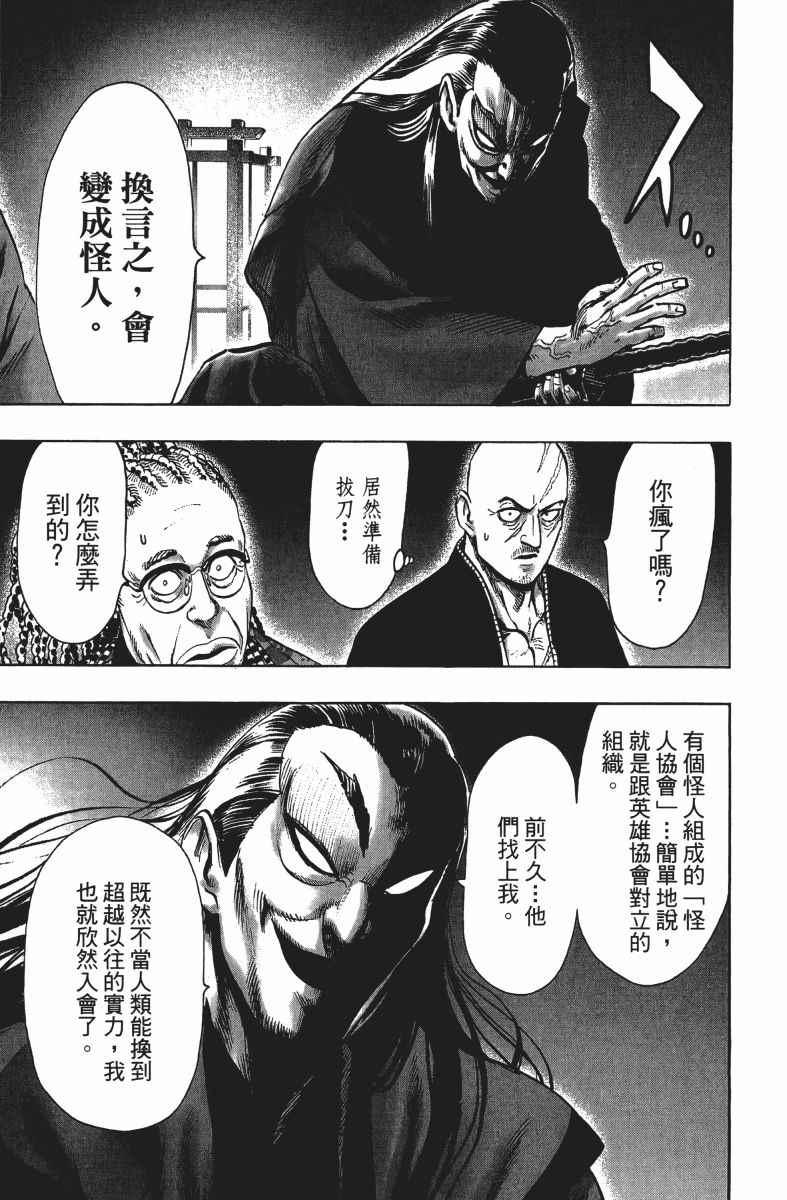 ス…
換言之，會
變成怪人。
你瘋了嗎？
居然準備
拔刀…
你怎麼弄
到的？
有個怪人組成的「怪
人協會」…簡單地說，
就是跟英雄協會對立的
組織。
前不久…他
們找上我。
既然不當人類能換到
超越以往的實力，我
也就欣然入會了。